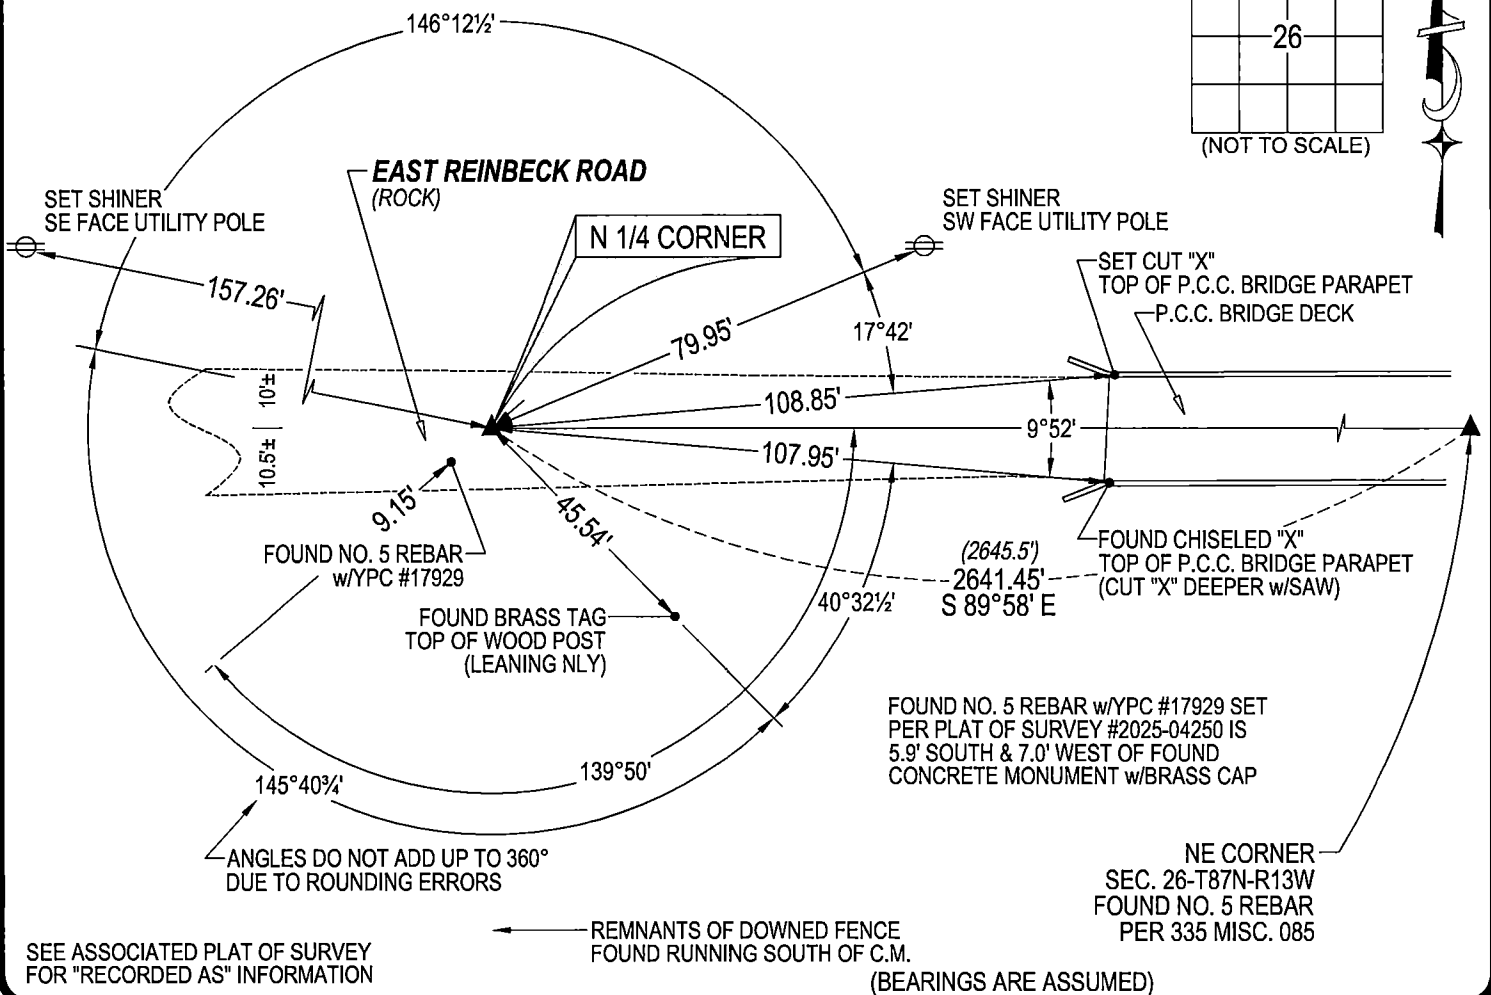 146°12½'
26
(NOT TO SCALE)
EAST REINBECK ROAD
(ROCK)
SET SHINER
SE FACE UTILITY POLE
N 1/4 CORNER
SET SHINER
SW FACE UTILITY POLE
SET CUT "X"
TOP OF P.C.C. BRIDGE PARAPET
P.C.C. BRIDGE DECK
157.26'
79.95'
17°42'
10'±
10.5'±
108.85'
9°52'
107.95'
9.15'
45.54'
FOUND NO. 5 REBAR
w/YPC #17929
FOUND BRASS TAG
TOP OF WOOD POST
(LEANING NLY)
(2645.5')
2641.45'
S 89°58' E
FOUND CHISELED "X"
TOP OF P.C.C. BRIDGE PARAPET
(CUT "X" DEEPER w/SAW)
40°32½'
FOUND NO. 5 REBAR w/YPC #17929 SET
PER PLAT OF SURVEY #2025-04250 IS
5.9' SOUTH & 7.0' WEST OF FOUND
CONCRETE MONUMENT w/BRASS CAP
145°40¾'
139°50'
ANGLES DO NOT ADD UP TO 360°
DUE TO ROUNDING ERRORS
NE CORNER
SEC. 26-T87N-R13W
FOUND NO. 5 REBAR
PER 335 MISC. 085
SEE ASSOCIATED PLAT OF SURVEY
FOR "RECORDED AS" INFORMATION
REMNANTS OF DOWNED FENCE
FOUND RUNNING SOUTH OF C.M.
(BEARINGS ARE ASSUMED)